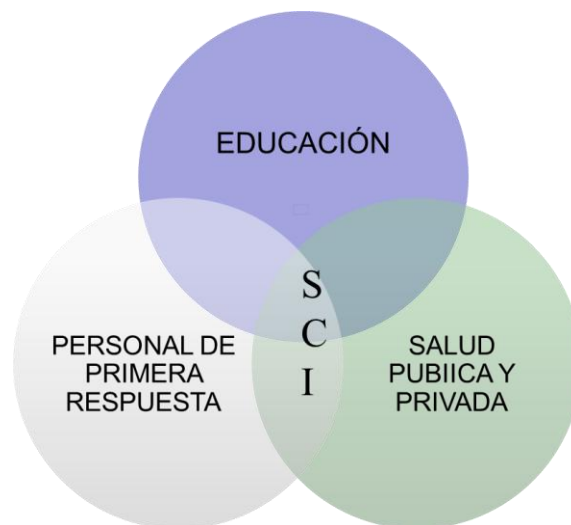 EDUCACIÓN
S
C
I
PERSONAL DE
PRIMERA
RESPUESTA
SALUD
PUBIICA Y
PRIVADA